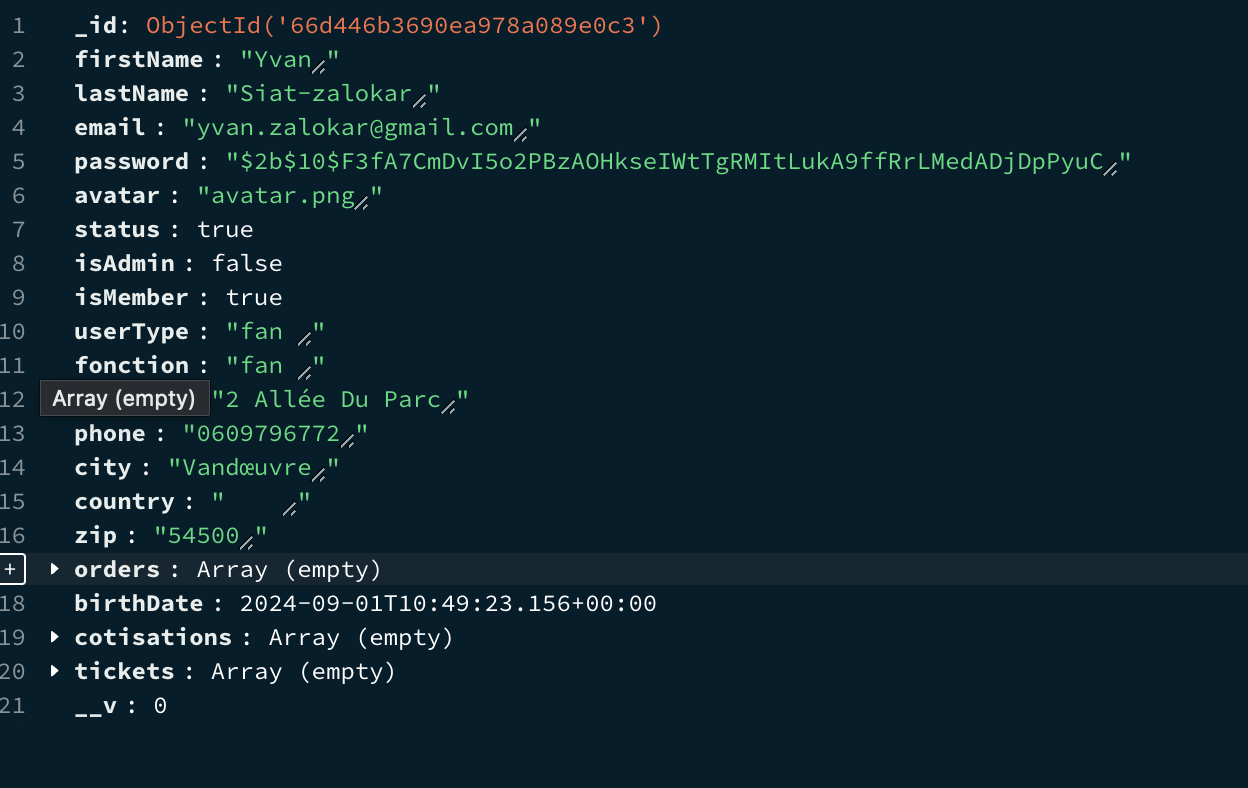 1 _id: ObjectId('66d446b3690ea978a089e0c3')
2 firstName : "Yvan"
3 lastName : "Siat-zalokar"
4 email : "yvan.zalokar@gmail.com"
5 password : "$2b$10$F3fA7CmDvI5o2PBzAOHkseIWtTgRMItLukA9ffRrLMedADjDpPyuC"
6 avatar : "avatar.png"
7 status : true
8 isAdmin : false
9 isMember : true
10 userType : "fan "
11 fonction : "fan "
12 Array (empty) "2 Allée Du Parc"
13 phone : "0609796772"
14 city : "Vandœuvre"
15 country : " "
16 zip : "54500"
+ orders : Array (empty)
18 birthDate : 2024-09-01T10:49:23.156+00:00
19 cotisations : Array (empty)
20 tickets : Array (empty)
21 __v : 0